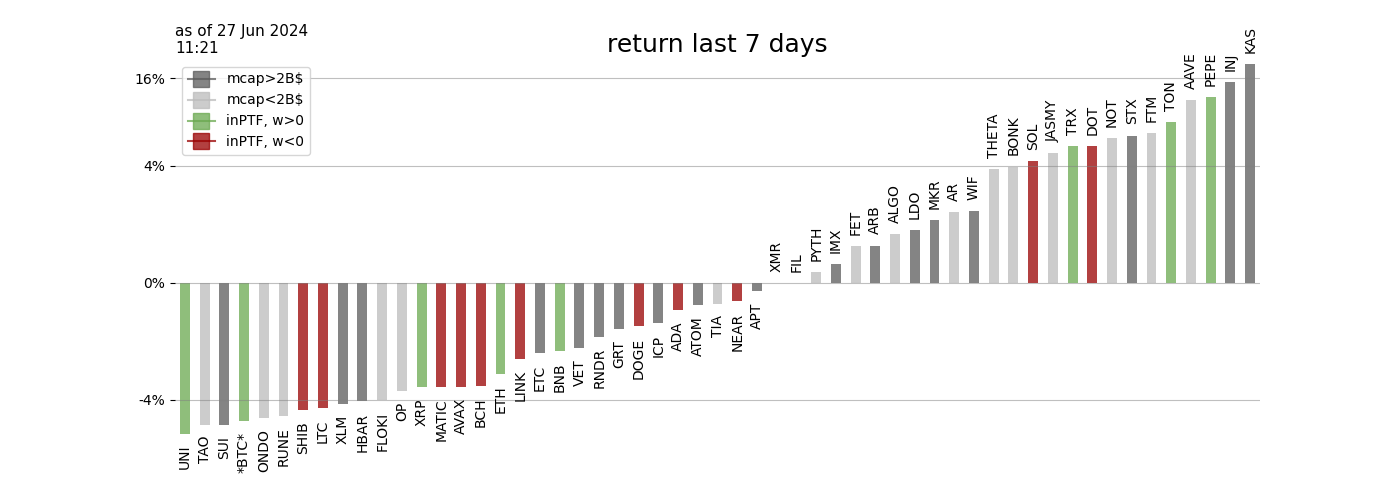 as of 27 Jun 2024
11:21
return last 7 days
mcap>2B$
mcap<2B$
inPTF, w>0
inPTF, w<0
16%
4%
0%
-4%
UNI
TAO
SUI
*BTC*
ONDO
RUNE
SHIB
LTC
XLM
HBAR
FLOKI
OP
XRP
MATIC
AVAX
BCH
ETH
LINK
ETC
BNB
VET
RNDR
GRT
DOGE
ICP
ADA
ATOM
TIA
NEAR
APT
XMR
FIL
PYTH
IMX
FET
ARB
ALGO
LDO
MKR
AR
WIF
THETA
BONK
SOL
JASMY
TRX
DOT
NOT
STX
FTM
TON
AAVE
PEPE
INJ
KAS